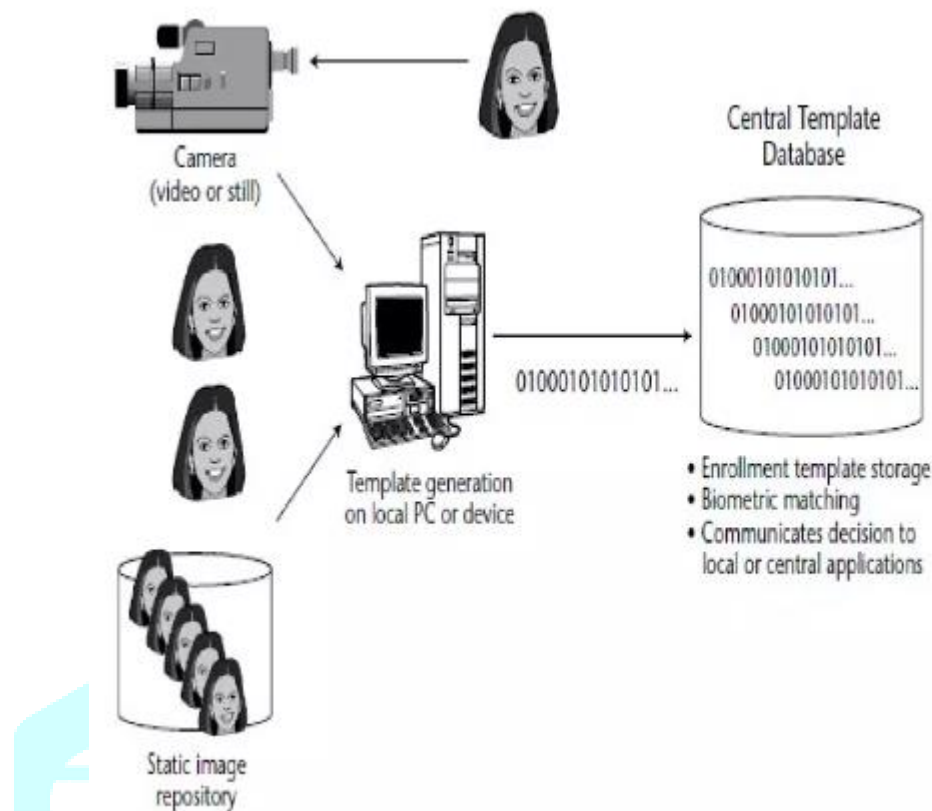 Camera
(video or still)
Central Template
Database
01000101010101...
01000101010101...
01000101010101...
01000101010101...
01000101010101...
Template generation
on local PC or device
• Enrollment template storage
• Biometric matching
• Communicates decision to
local or central applications
Static image
repository